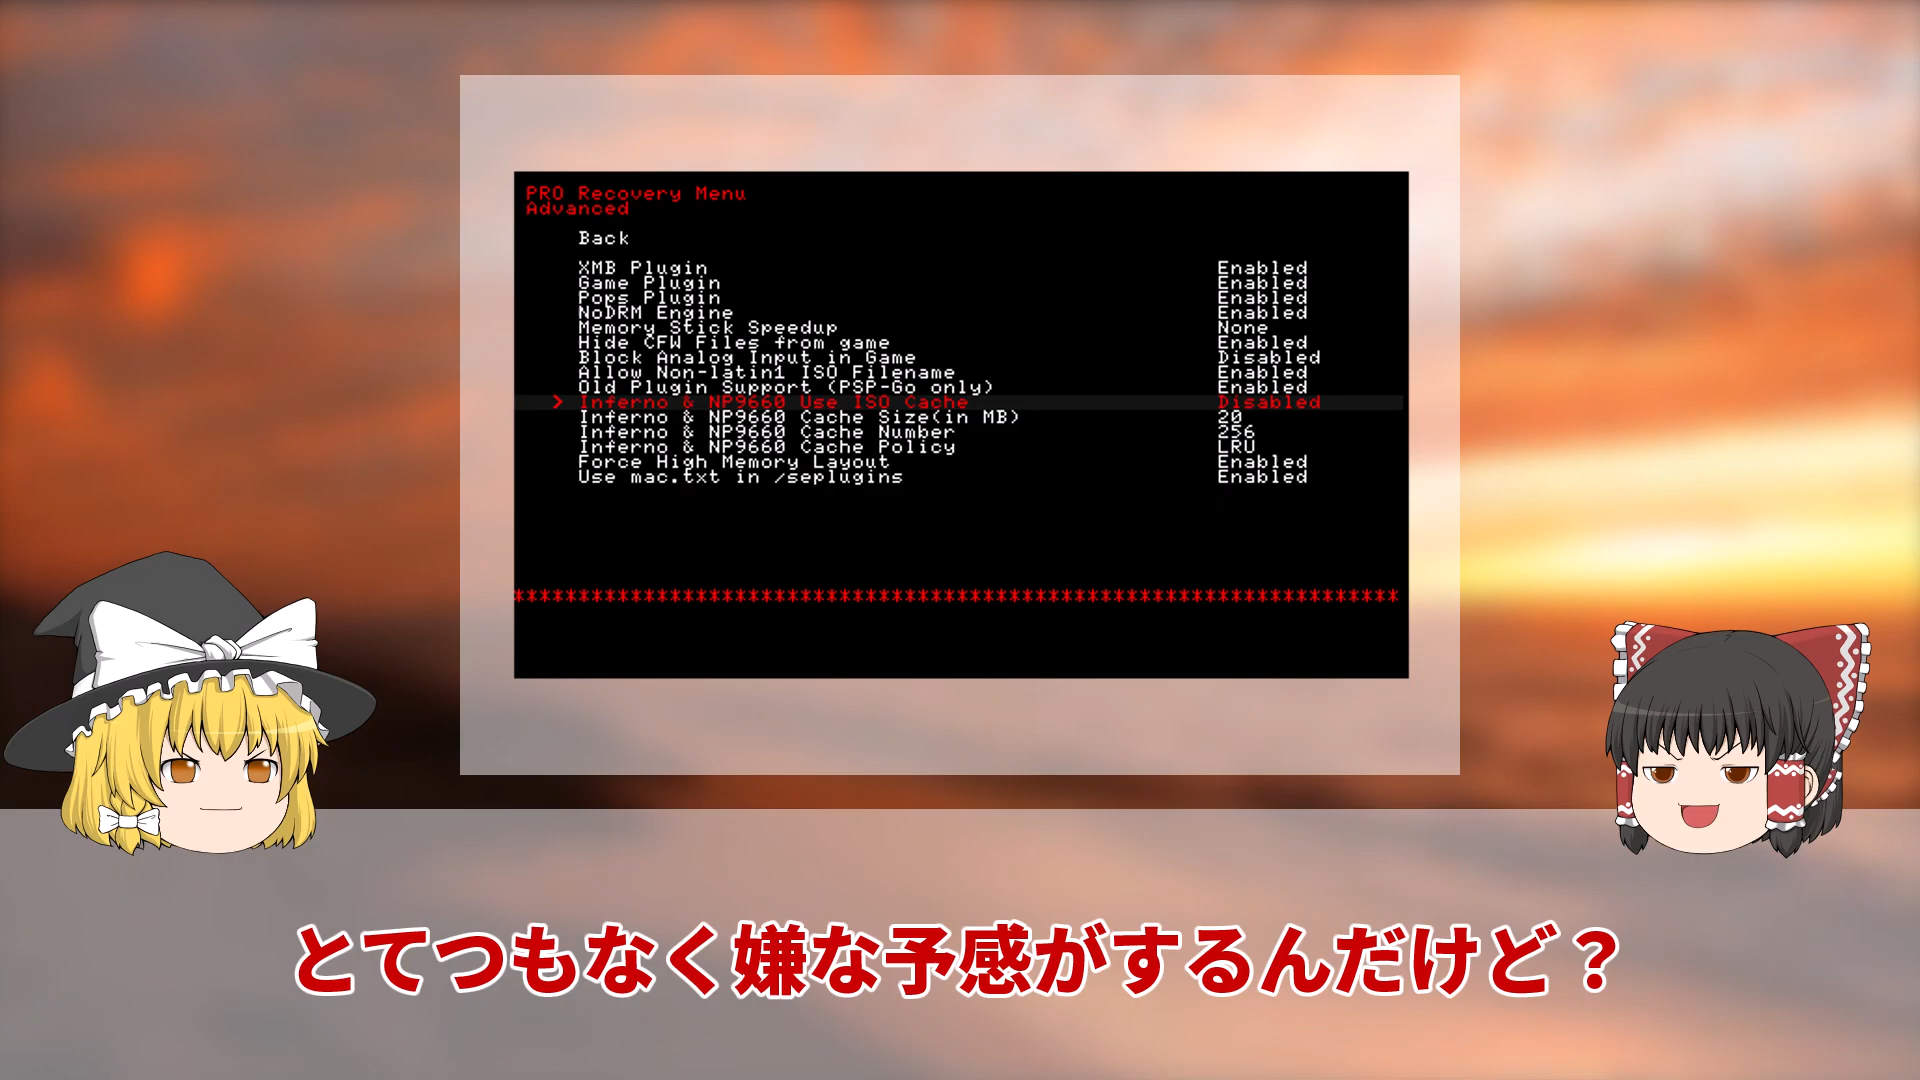 PRO Recovery Menu
Advanced
Back
XMB Plugin Enabled
Game Plugin Enabled
Pops Plugin Enabled
NoDRM Engine Enabled
Memory Stick Speedup None
Hide CFW Files from game Enabled
Block Analog Input in Game Disabled
Allow Non-latin1 ISO Filename Enabled
Old Plugin Support (PSP-Go only) Enabled
> Inferno & NP9660 Use ISO Cache Disabled
Inferno & NP9660 Cache Size(in MB) 20
Inferno & NP9660 Cache Number 256
Inferno & NP9660 Cache Policy LRU
Force High Memory Layout Enabled
Use mac.txt in /seplugins Enabled
********************************************************************
とてつもなく嫌な予感がするんだけど？